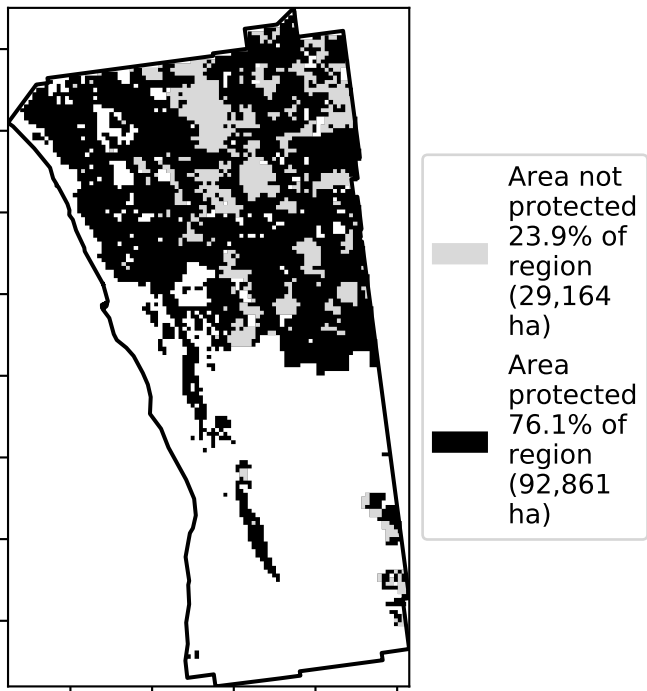 Area not
protected
23.9% of
region
(29,164
ha)
Area
protected
76.1% of
region
(92,861
ha)